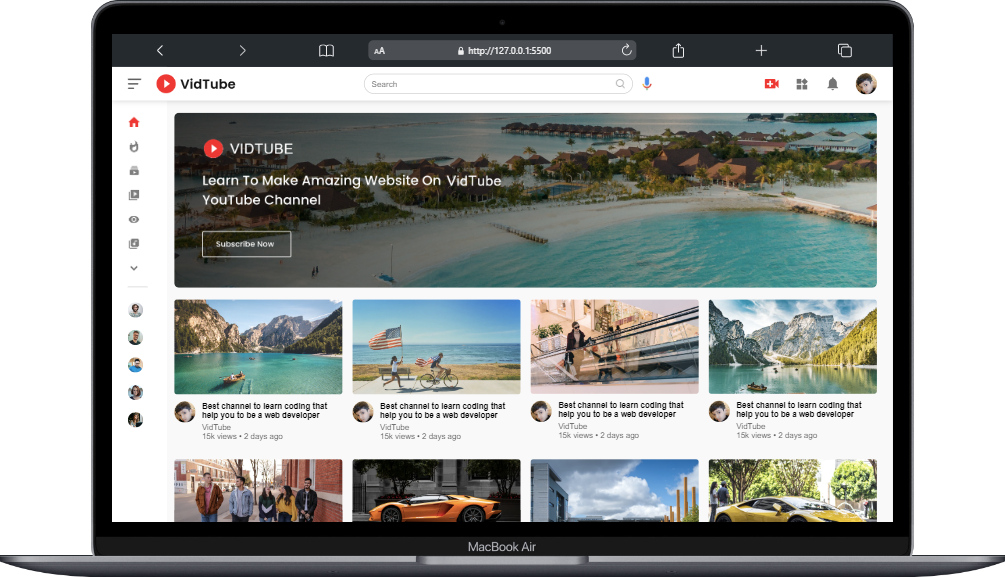 AA
http://127.0.0.1:5500
VidTube
Search
VIDTUBE
Learn To Make Amazing Website On VidTube
YouTube Channel
Subscribe Now
Best channel to learn coding that
help you to be a web developer
VidTube
15k views • 2 days ago
Best channel to learn coding that
help you to be a web developer
VidTube
15k views • 2 days ago
Best channel to learn coding that
help you to be a web developer
VidTube
15k views • 2 days ago
Best channel to learn coding that
help you to be a web developer
VidTube
15k views • 2 days ago
MacBook Air